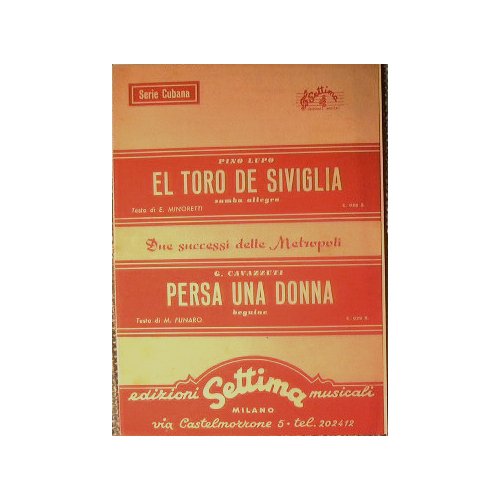 Serie Cubana
Settima
PINO LUPO
EL TORO DE SIVIGLIA
samba allegro
Testo di E. MINORETTI
Due successi delle Metropoli
G. CAVAZZUTI
PERSA UNA DONNA
beguine
Testo di M. FUNARO
edizioni Settima musicali
MILANO
via Castelmorrone 5 - tel. 202412